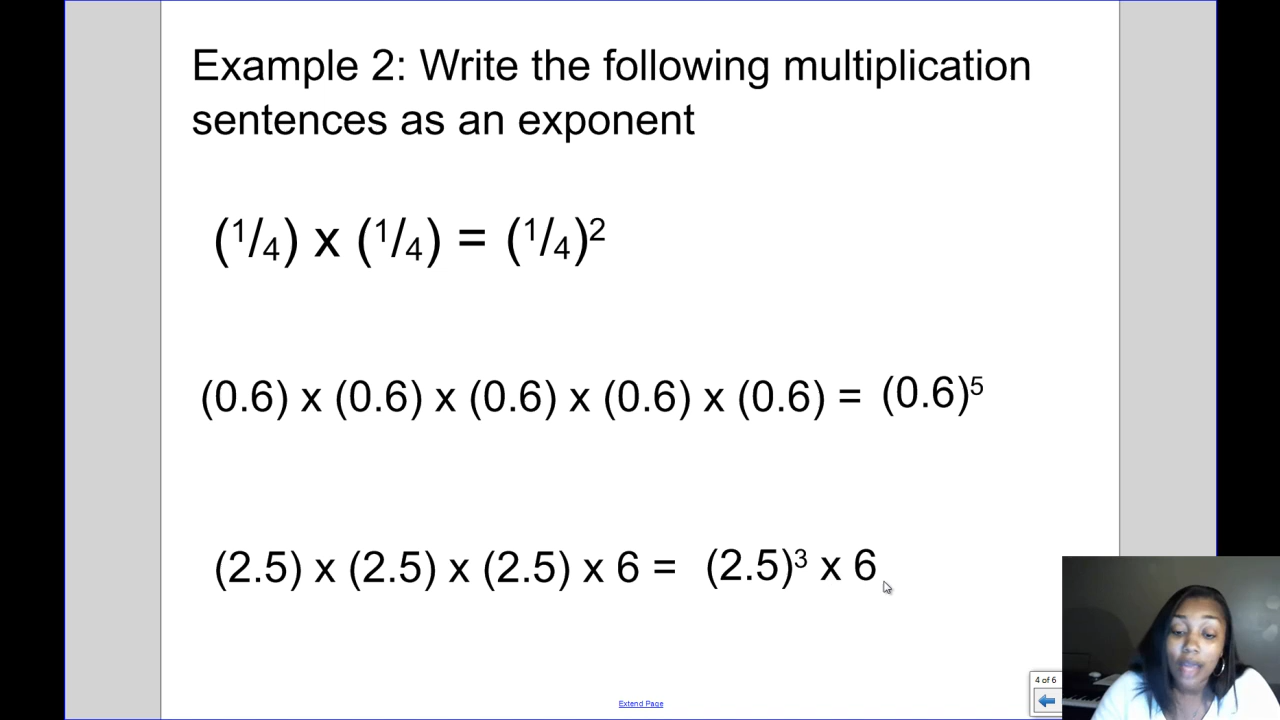 Example 2: Write the following multiplication
sentences as an exponent
(¹/₄) x (¹/₄) = (¹/₄)²
(0.6) x (0.6) x (0.6) x (0.6) x (0.6) = (0.6)⁵
(2.5) x (2.5) x (2.5) x 6 = (2.5)³ x 6
4 of 6
Extend Page